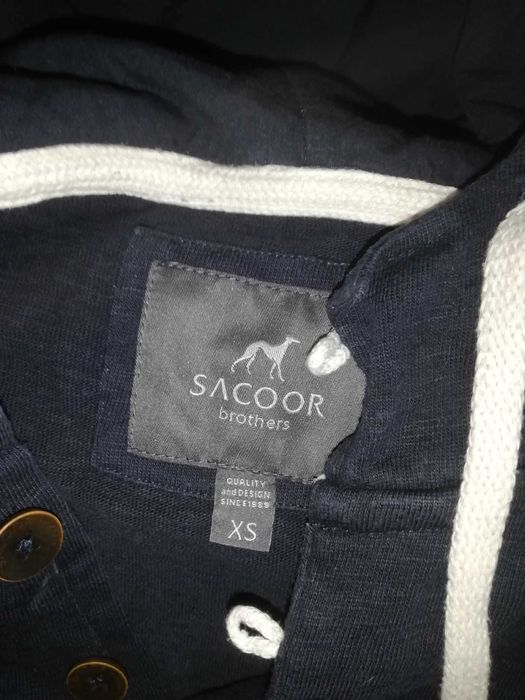 SACOOR
brothers
QUALITY
and DESIGN
SINCE 1989
XS